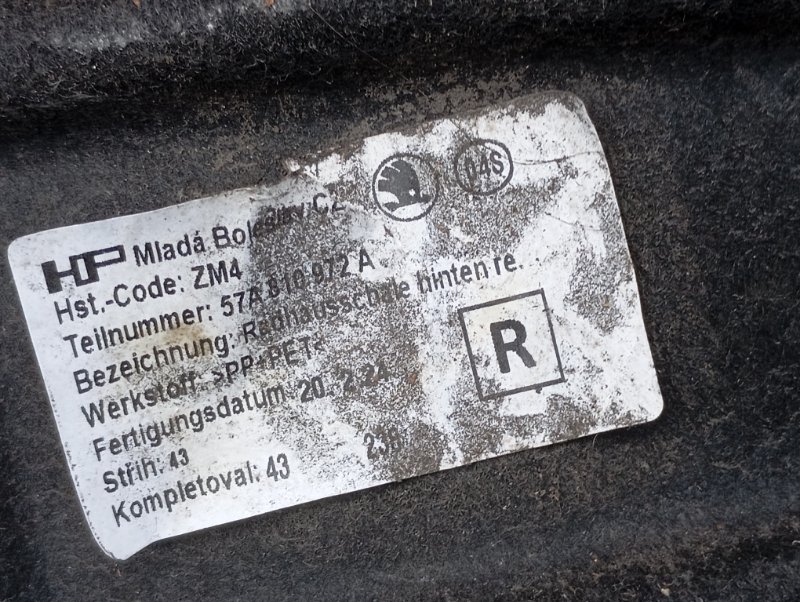 HP Mladá Boleslav CZ
04S
Hst.-Code: ZM4
Teilnummer: 57A 810 972 A
Bezeichnung: Radhausschale hinten re.
Werkstoff: >PP+PET<
Fertigungsdatum 20. 2.24
R
Střih: 43
Kompletoval: 43